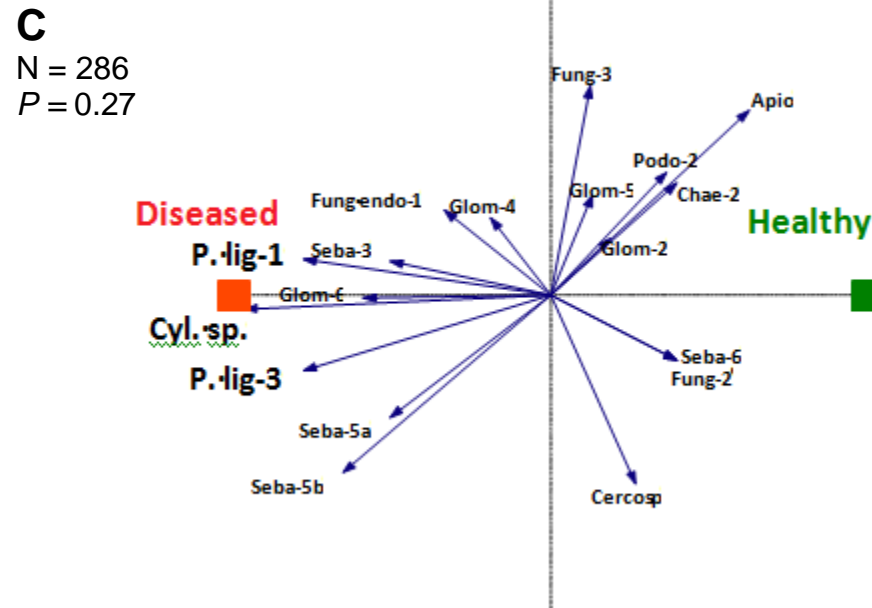 C
N = 286
P = 0.27
Fung-3
Apio
Podo-2
Fung-endo-1
Glom-4
Glom-5
Chae-2
Diseased
Healthy
P.-lig-1
Seba-3
Glom-2
Glom-6
Cyl. sp.
Seba-6
P.-lig-3
Fung-2
Seba-5a
Seba-5b
Cercosp